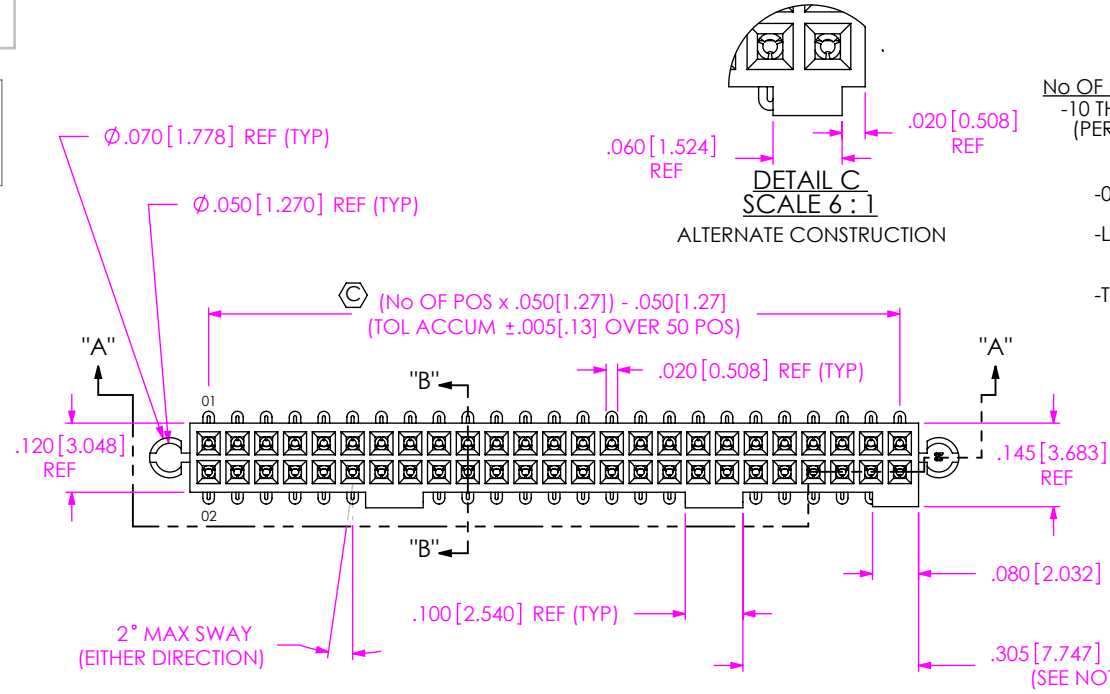 No OF
-10 TH
(PER
.020 [0.508]
REF
.060 [1.524]
REF
DETAIL C
SCALE 6 : 1
ALTERNATE CONSTRUCTION
-L
-T
Ø.070 [1.778] REF (TYP)
Ø.050 [1.270] REF (TYP)
C
(No OF POS x .050[1.27]) - .050[1.27]
(TOL ACCUM ±.005[.13] OVER 50 POS)
"A"
"A"
"B"
.020 [0.508] REF (TYP)
01
.120 [3.048]
REF
.145 [3.683]
REF
02
"B"
.080 [2.032]
.100 [2.540] REF (TYP)
2° MAX SWAY
(EITHER DIRECTION)
.305 [7.747]
(SEE NOT